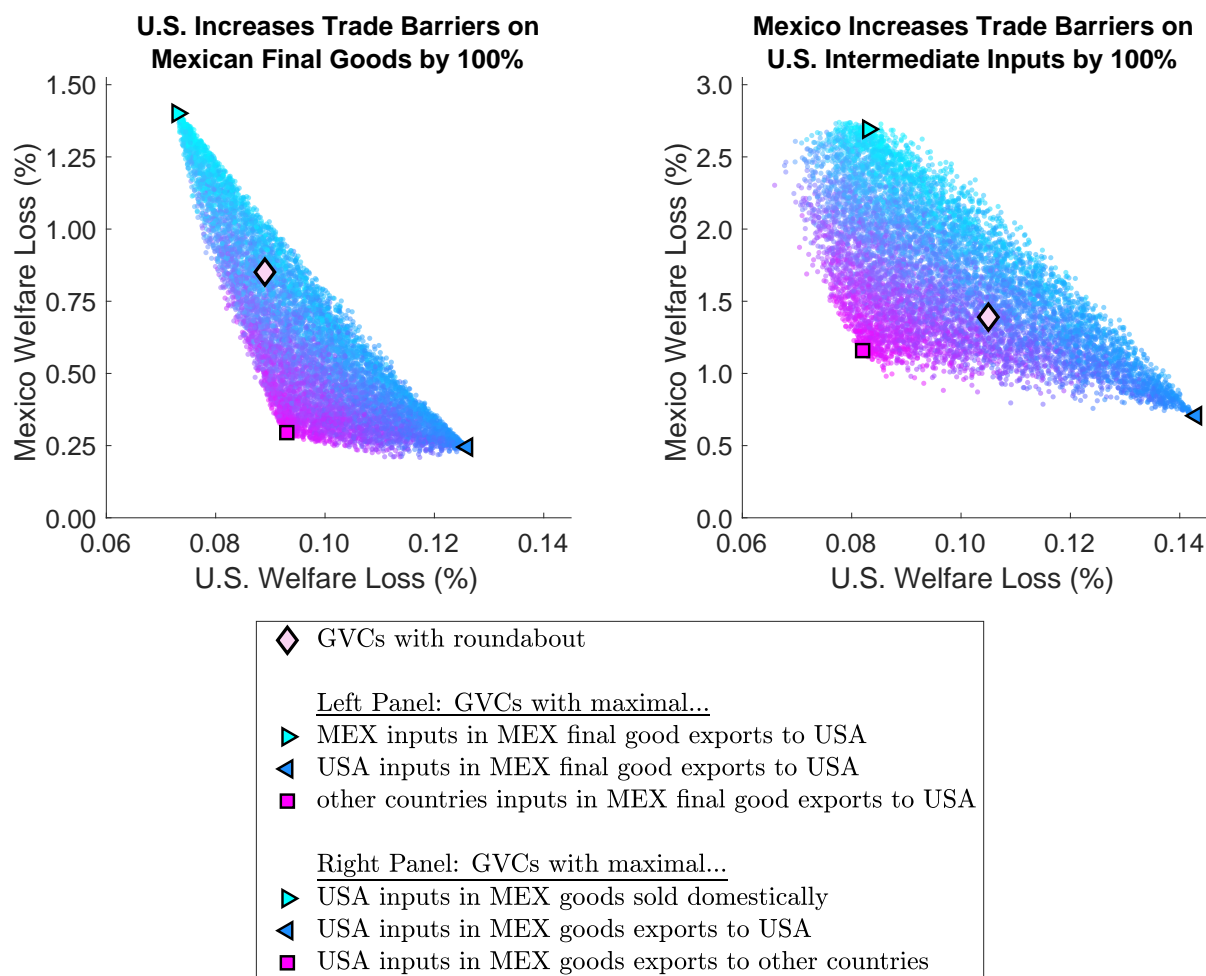 U.S. Increases Trade Barriers on
Mexican Final Goods by 100%
1.50
1.25
1.00
0.75
0.50
0.25
0.00
Mexico Welfare Loss (%)
0.06
0.08
0.10
0.12
0.14
U.S. Welfare Loss (%)
Mexico Increases Trade Barriers on
U.S. Intermediate Inputs by 100%
3.0
2.5
2.0
1.5
1.0
0.5
0.0
Mexico Welfare Loss (%)
0.06
0.08
0.10
0.12
0.14
U.S. Welfare Loss (%)
GVCs with roundabout
Left Panel: GVCs with maximal...
MEX inputs in MEX final good exports to USA
USA inputs in MEX final good exports to USA
other countries inputs in MEX final good exports to USA
Right Panel: GVCs with maximal...
USA inputs in MEX goods sold domestically
USA inputs in MEX goods exports to USA
USA inputs in MEX goods exports to other countries